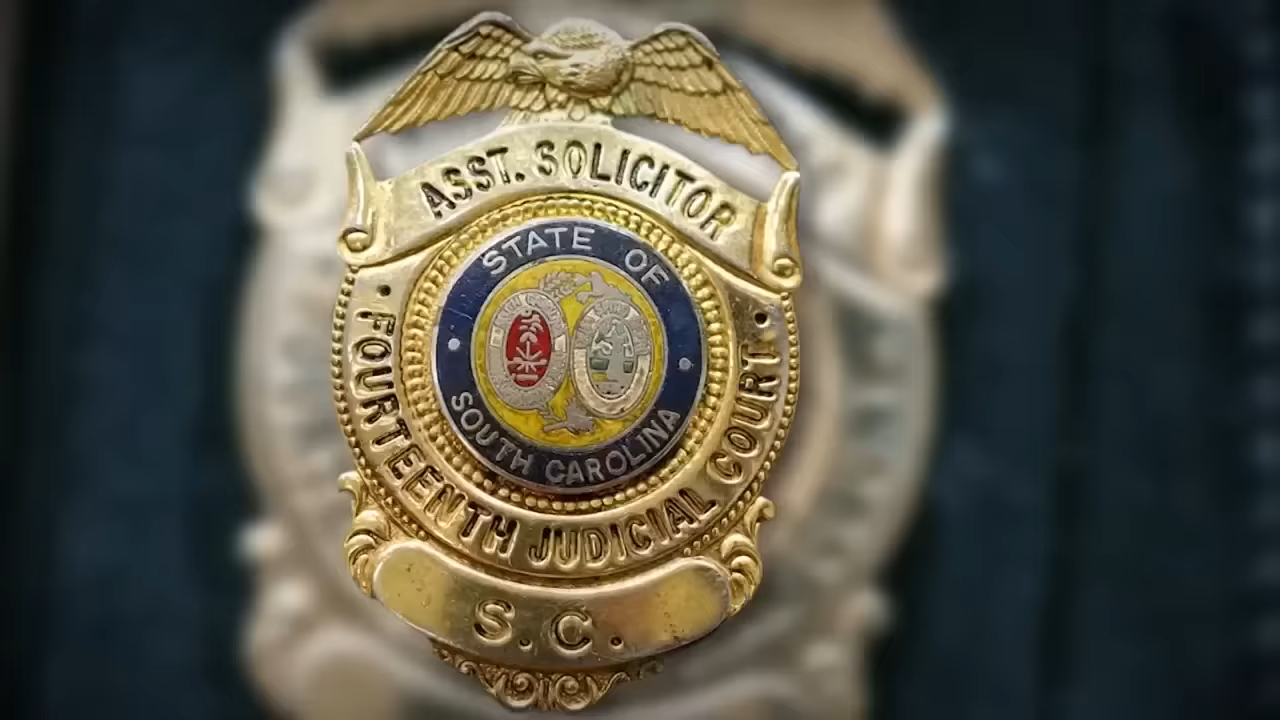 ASST. SOLICITOR
STATE OF
SOUTH CAROLINA
• FOURTEENTH JUDICIAL COURT •
S.C.